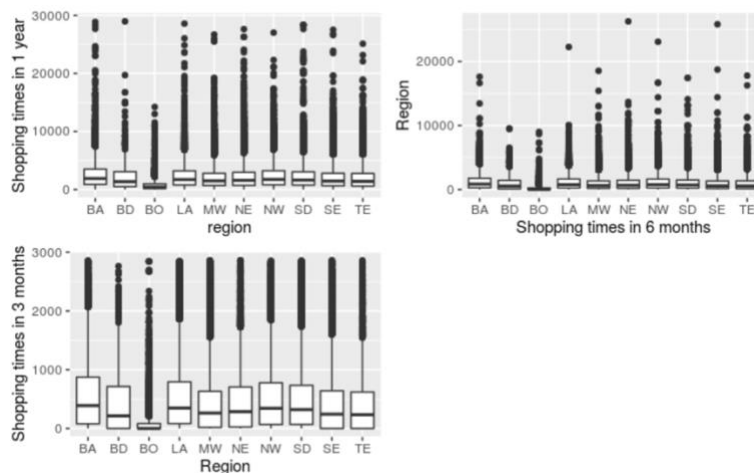 Shopping times in 1 year
30000
20000
10000
0
BA BD BO LA MW NE NW SD SE TE
region
Region
20000
10000
0
BA BD BO LA MW NE NW SD SE TE
Shopping times in 6 months
Shopping times in 3 months
3000
2000
1000
0
BA BD BO LA MW NE NW SD SE TE
Region